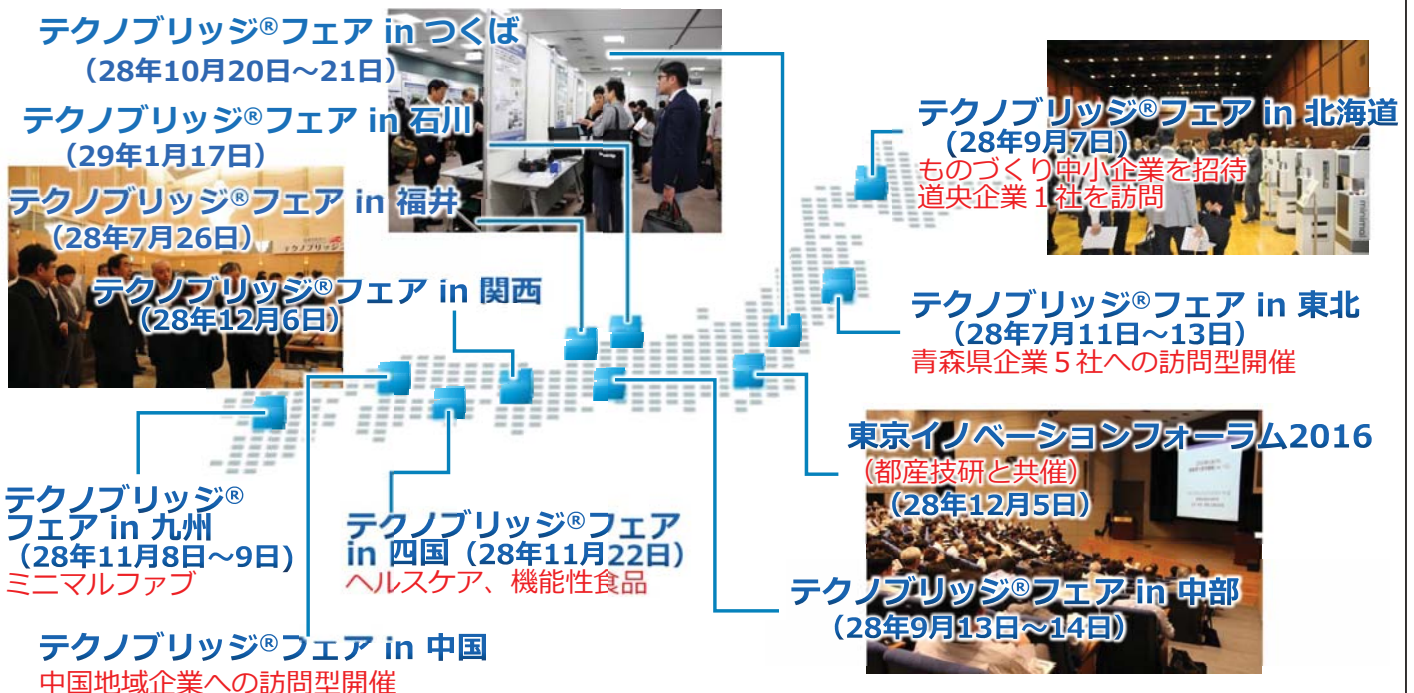 テクノブリッジ®フェア in つくば
（28年10月20日～21日）
テクノブリッジ®フェア in 石川
（29年1月17日）
テクノブリッジ®フェア in 福井
（28年7月26日）
テクノブリッジ®フェア in 関西
（28年12月6日）
テクノブリッジ®フェア in 北海道
（28年9月7日）
ものづくり中小企業を招待
道央企業１社を訪問
minimal
テクノブリッジ®フェア in 東北
（28年7月11日～13日）
青森県企業５社への訪問型開催
東京イノベーションフォーラム2016
（都産技研と共催）
（28年12月5日）
テクノブリッジ®フェア in 中部
（28年9月13日～14日）
テクノブリッジ®
フェア in 九州
（28年11月8日～9日）
ミニマルファブ
テクノブリッジ®フェア
in 四国（28年11月22日）
ヘルスケア、機能性食品
テクノブリッジ®フェア in 中国
中国地域企業への訪問型開催
テクノブリッジ